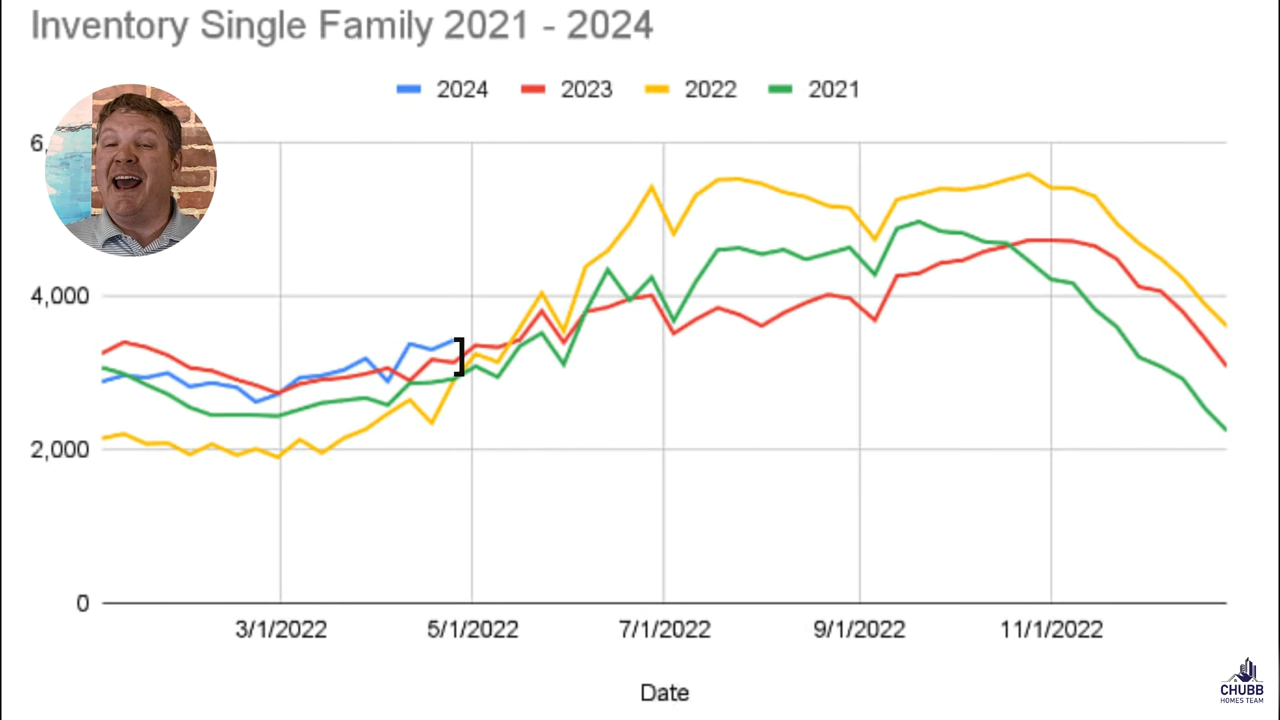 Inventory Single Family 2021 - 2024
2024 2023 2022 2021
6,
4,000
2,000
0
3/1/2022 5/1/2022 7/1/2022 9/1/2022 11/1/2022
Date
CHUBB
HOMES TEAM